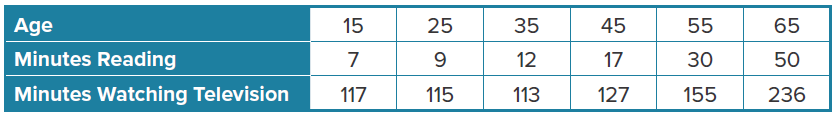 Age 15 25 35 45 55 65
Minutes Reading 7 9 12 17 30 50
Minutes Watching Television 117 115 113 127 155 236